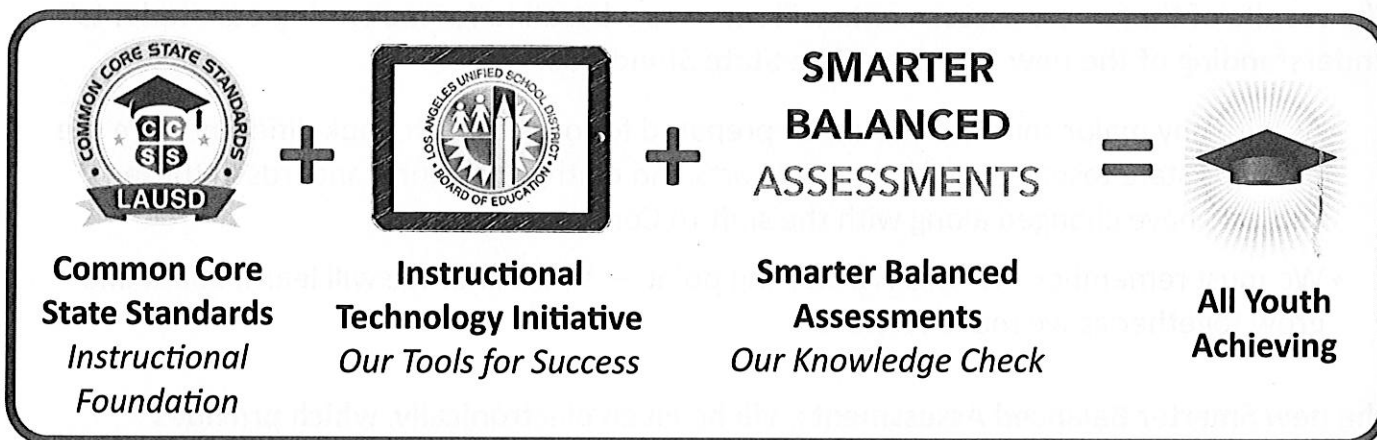 COMMON CORE STATE STANDARDS
C C
S S
LAUSD
+
LOS ANGELES UNIFIED SCHOOL DISTRICT
BOARD OF EDUCATION
+
SMARTER
BALANCED
ASSESSMENTS
=
Common Core
State Standards
Instructional
Foundation
Instructional
Technology Initiative
Our Tools for Success
Smarter Balanced
Assessments
Our Knowledge Check
All Youth
Achieving